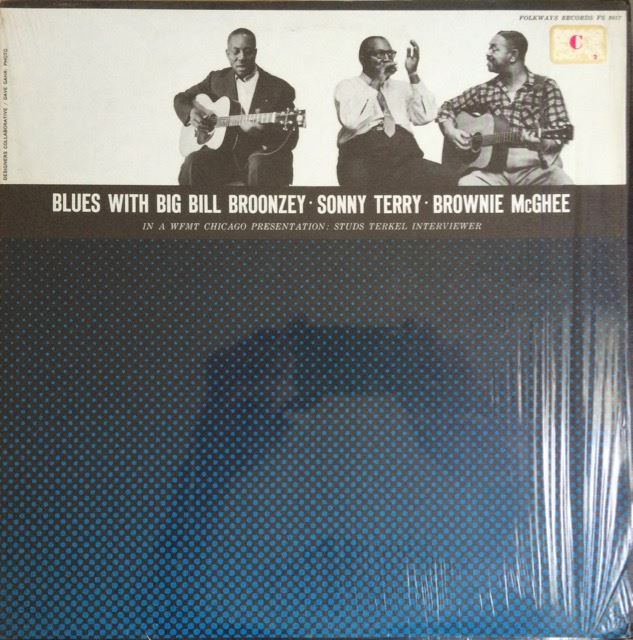 FOLKWAYS RECORDS FS 3817
C
2
DESIGNERS COLLABORATIVE / DAVE GAHR: PHOTO
BLUES WITH BIG BILL BROONZEY · SONNY TERRY · BROWNIE McGHEE
IN A WFMT CHICAGO PRESENTATION: STUDS TERKEL INTERVIEWER